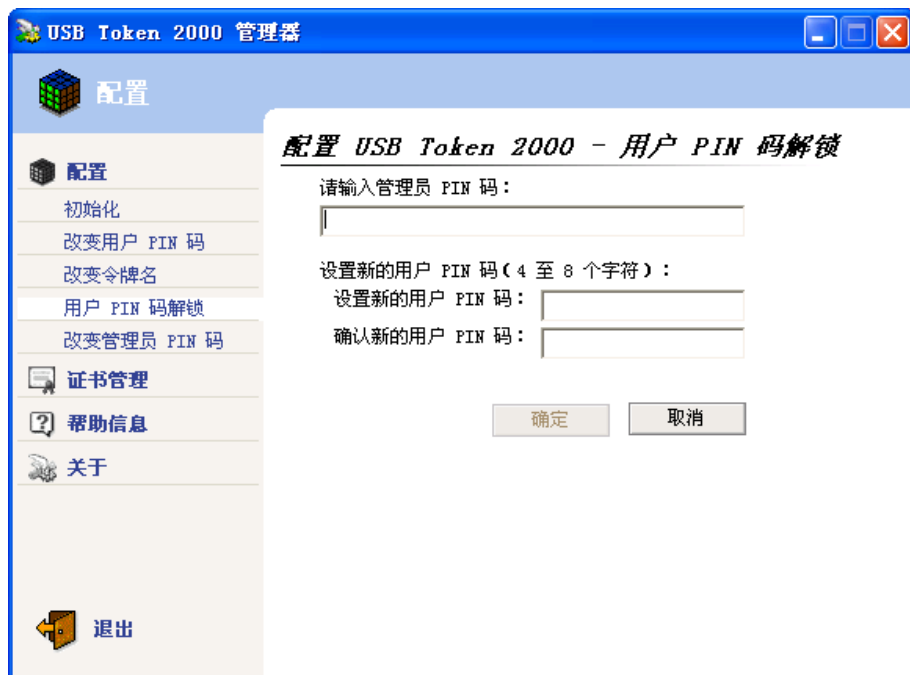 USB Token 2000 管理器
配置
配置
初始化
改变用户 PIN 码
改变令牌名
用户 PIN 码解锁
改变管理员 PIN 码
证书管理
帮助信息
关于
退出
配置 USB Token 2000 - 用户 PIN 码解锁
请输入管理员 PIN 码：
设置新的用户 PIN 码(4 至 8 个字符)：
设置新的用户 PIN 码：
确认新的用户 PIN 码：
确定 取消